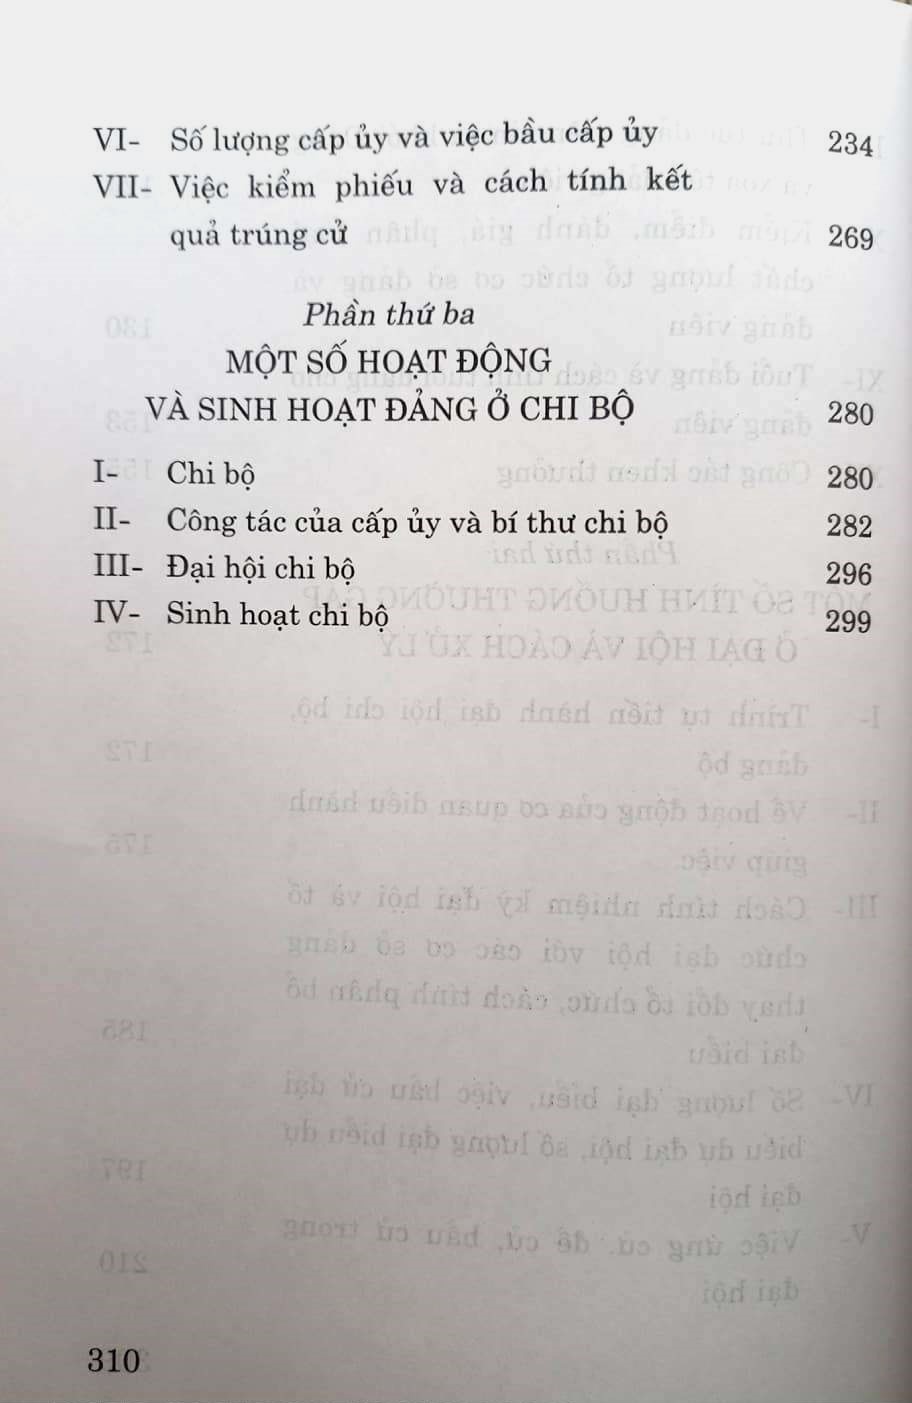 VI- Số lượng cấp ủy và việc bầu cấp ủy 234
VII- Việc kiểm phiếu và cách tính kết
quả trúng cử 269
Phần thứ ba
MỘT SỐ HOẠT ĐỘNG
VÀ SINH HOẠT ĐẢNG Ở CHI BỘ 280
I- Chi bộ 280
II- Công tác của cấp ủy và bí thư chi bộ 282
III- Đại hội chi bộ 296
IV- Sinh hoạt chi bộ 299
310